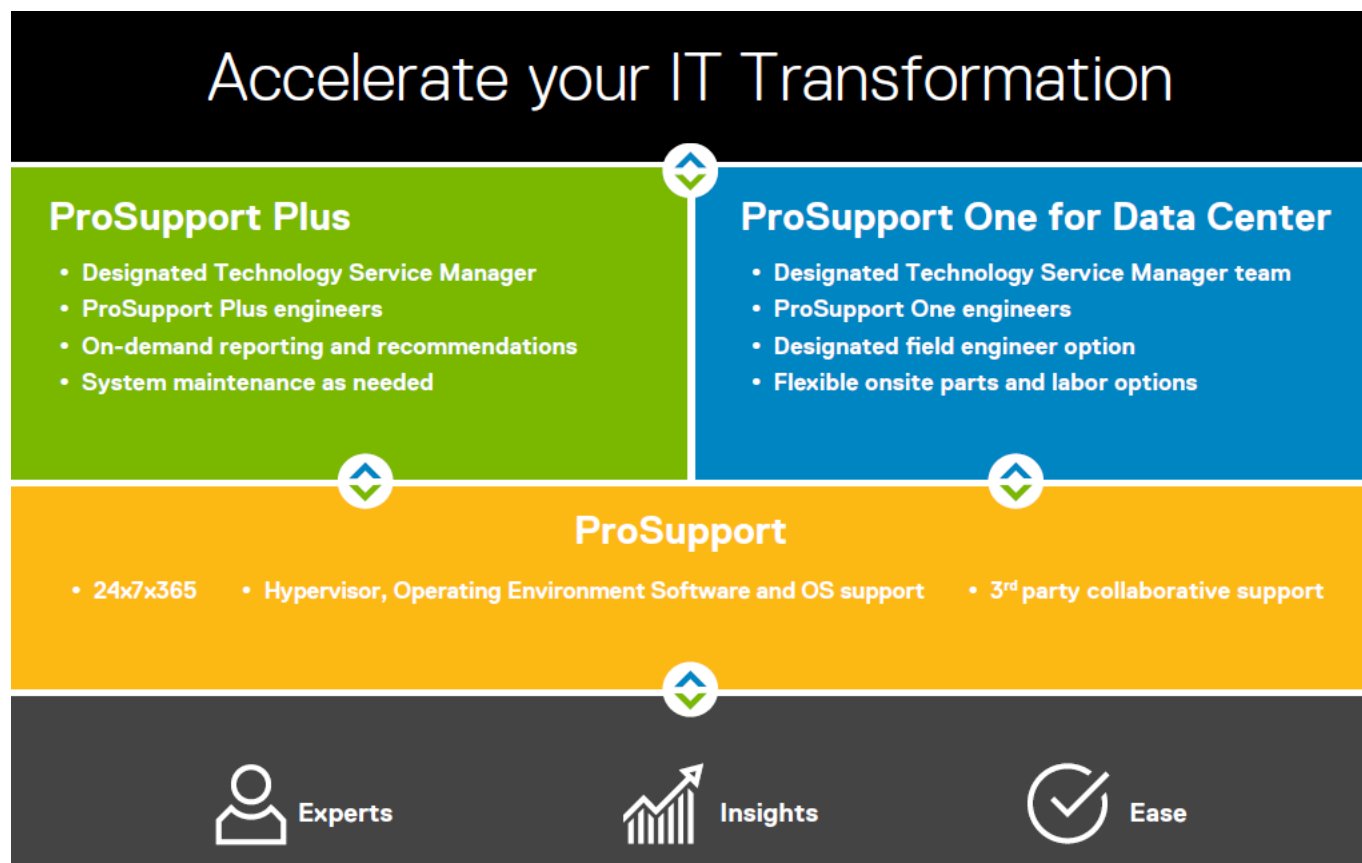 Accelerate your IT Transformation
ProSupport Plus
• Designated Technology Service Manager
• ProSupport Plus engineers
• On-demand reporting and recommendations
• System maintenance as needed
ProSupport One for Data Center
• Designated Technology Service Manager team
• ProSupport One engineers
• Designated field engineer option
• Flexible onsite parts and labor options
ProSupport
• 24x7x365 • Hypervisor, Operating Environment Software and OS support • 3rd party collaborative support
Experts Insights Ease